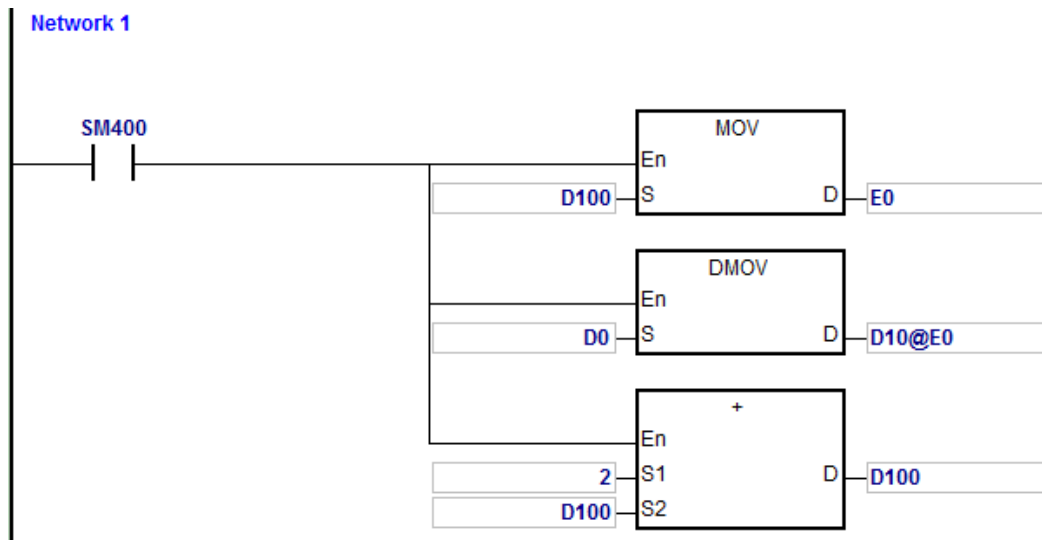 Network 1
SM400
MOV
En
D100 S D E0
DMOV
En
D0 S D D10@E0
+
En
2 S1 D D100
D100 S2